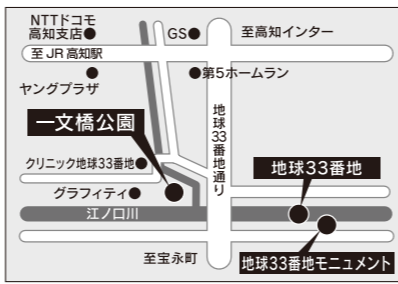 NTTドコモ
高知支店
GS
至高知インター
至JR高知駅
ヤングプラザ
第5ホームラン
一文橋公園
地球33番地通り
クリニック地球33番地
地球33番地
グラフィティ
江ノ口川
至宝永町
地球33番地モニュメント